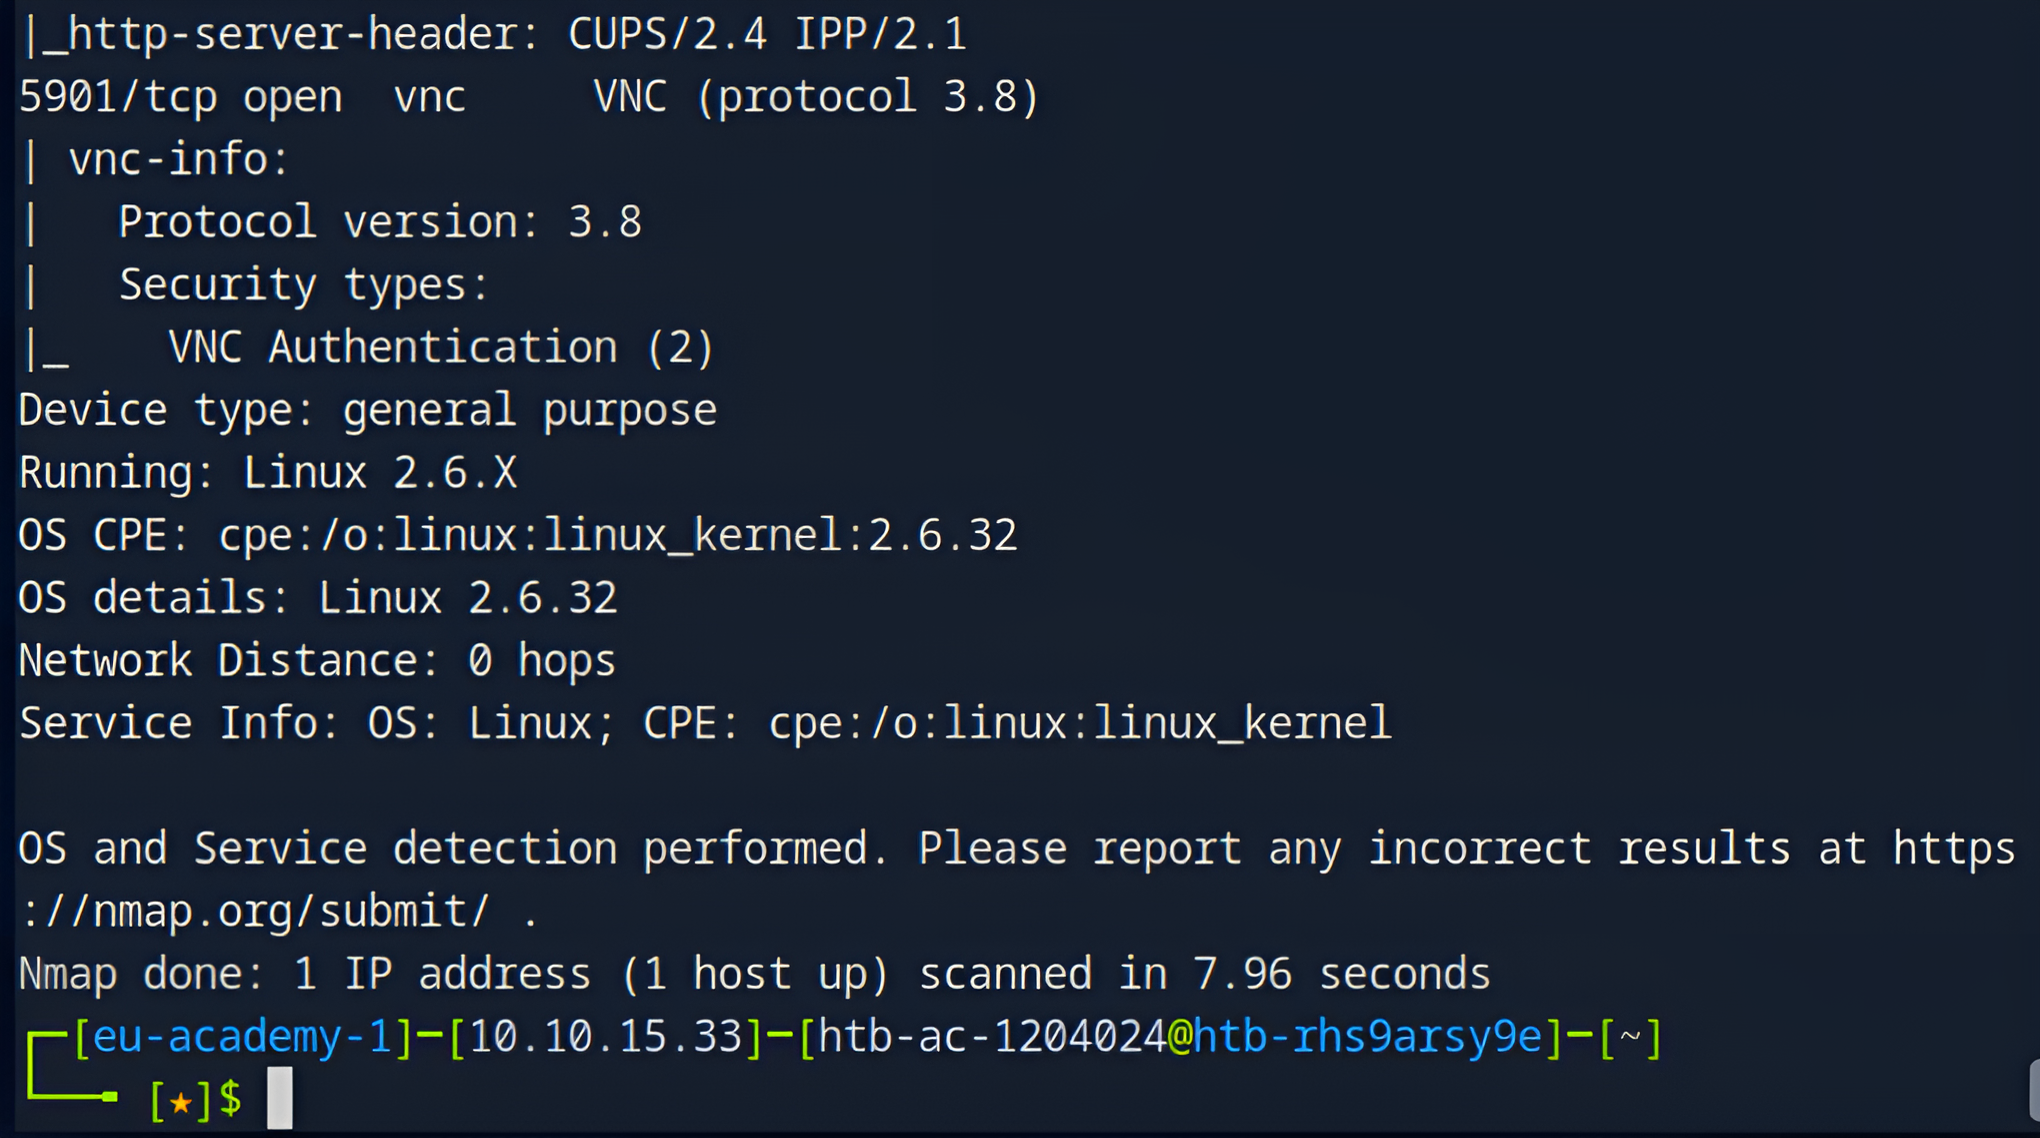 |_http-server-header: CUPS/2.4 IPP/2.1
5901/tcp open  vnc     VNC (protocol 3.8)
| vnc-info:
|   Protocol version: 3.8
|   Security types:
|_    VNC Authentication (2)
Device type: general purpose
Running: Linux 2.6.X
OS CPE: cpe:/o:linux:linux_kernel:2.6.32
OS details: Linux 2.6.32
Network Distance: 0 hops
Service Info: OS: Linux; CPE: cpe:/o:linux:linux_kernel

OS and Service detection performed. Please report any incorrect results at https
://nmap.org/submit/ .
Nmap done: 1 IP address (1 host up) scanned in 7.96 seconds
┌─[eu-academy-1]─[10.10.15.33]─[htb-ac-1204024@htb-rhs9arsy9e]─[~]
└──╼ [★]$